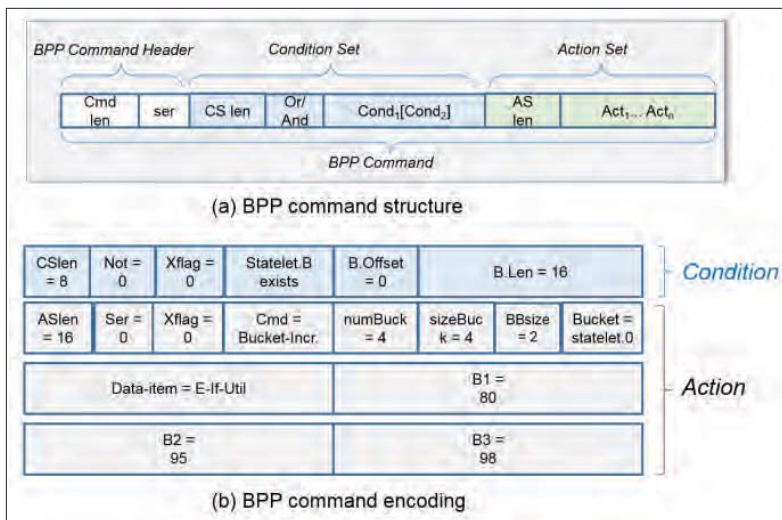 BPP Command Header Condition Set Action Set
Cmd len ser CS len Or/ And Cond₁[Cond₂] AS len Act₁... Actₙ
BPP Command
(a) BPP command structure
CSlen = 8 Not = 0 Xflag = 0 Statelet.B exists B.Offset = 0 B.Len = 16 Condition
ASlen = 16 Ser = 0 Xflag = 0 Cmd = Bucket-Incr. numBuck = 4 sizeBuc k = 4 BBsize = 2 Bucket = statelet.0
Data-item = E-If-Util B1 = 80 Action
B2 = 95 B3 = 98
(b) BPP command encoding